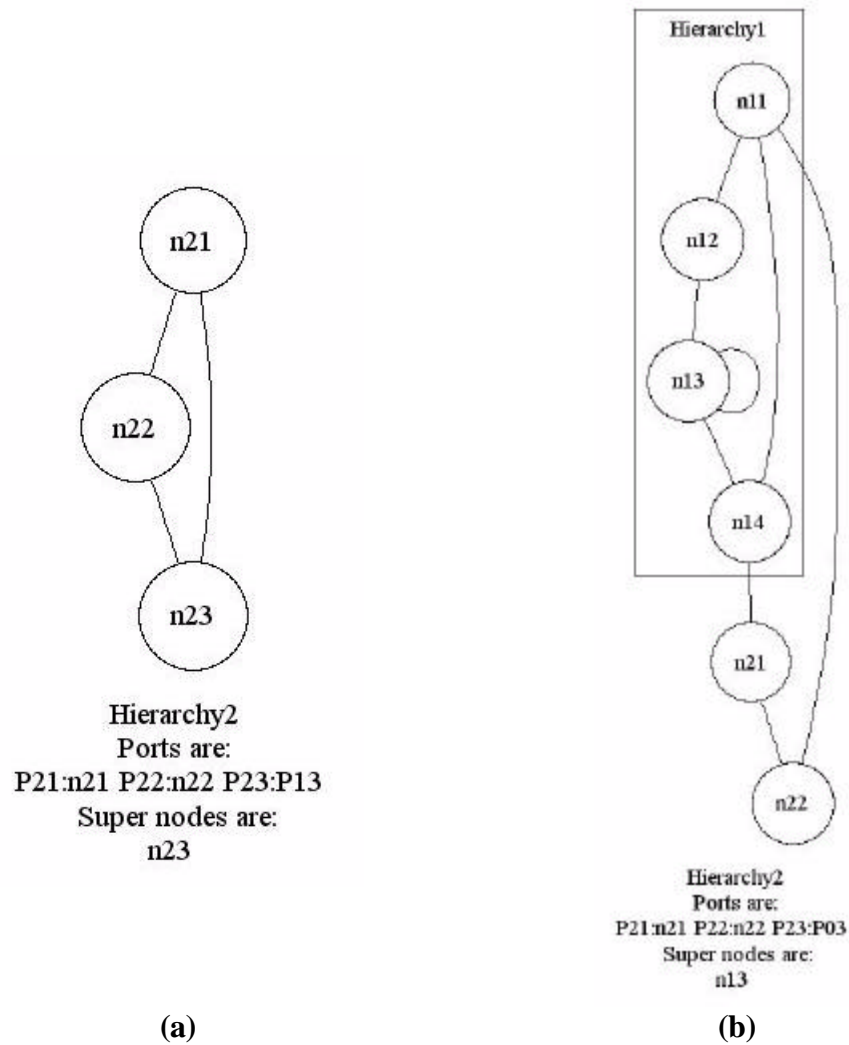 n21
n22
n23
Hierarchy2
Ports are:
P21:n21 P22:n22 P23:P13
Super nodes are:
n23
(a)
Hierarchy1
n11
n12
n13
n14
n21
n22
Hierarchy2
Ports are:
P21:n21 P22:n22 P23:P03
Super nodes are:
n13
(b)